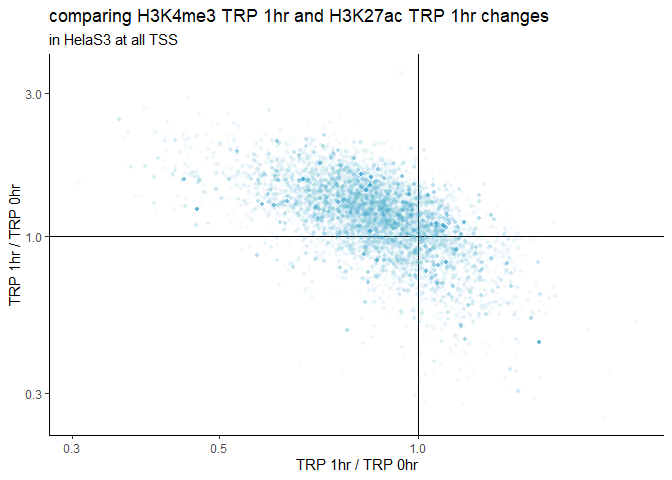 comparing H3K4me3 TRP 1hr and H3K27ac TRP 1hr changes
in HelaS3 at all TSS
3.0
1.0
0.3
TRP 1hr / TRP 0hr
0.3
0.5
1.0
TRP 1hr / TRP 0hr